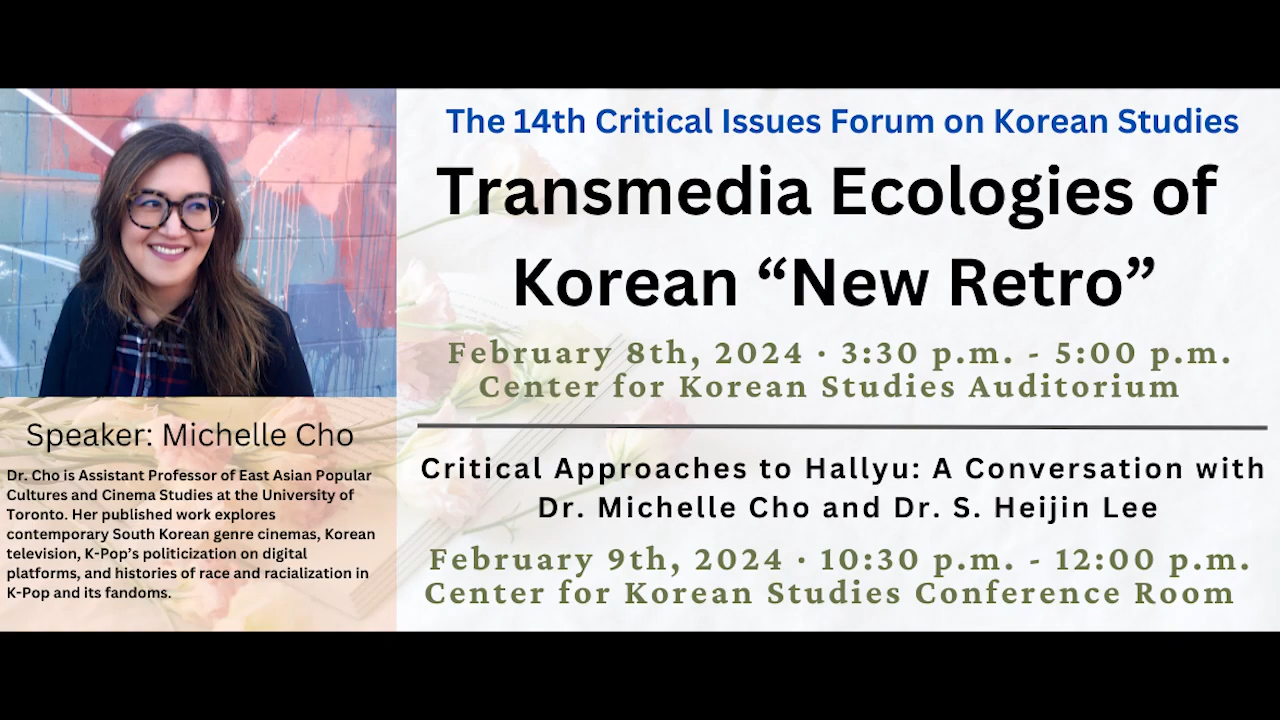 The 14th Critical Issues Forum on Korean Studies
Transmedia Ecologies of
Korean “New Retro”
February 8th, 2024 · 3:30 p.m. - 5:00 p.m.
Center for Korean Studies Auditorium
Critical Approaches to Hallyu: A Conversation with
Dr. Michelle Cho and Dr. S. Heijin Lee
February 9th, 2024 · 10:30 p.m. - 12:00 p.m.
Center for Korean Studies Conference Room
Speaker: Michelle Cho
Dr. Cho is Assistant Professor of East Asian Popular
Cultures and Cinema Studies at the University of
Toronto. Her published work explores
contemporary South Korean genre cinemas, Korean
television, K-Pop’s politicization on digital
platforms, and histories of race and racialization in
K-Pop and its fandoms.